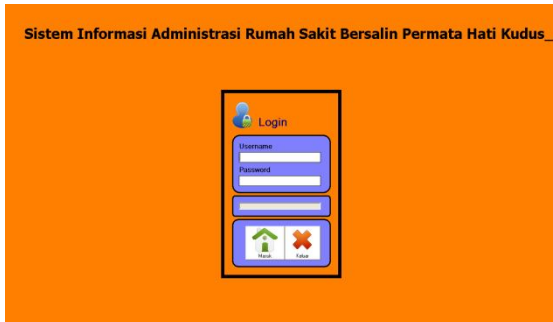 Sistem Informasi Administrasi Rumah Sakit Bersalin Permata Hati Kudus_
Login
Username
Password
Masuk
Keluar